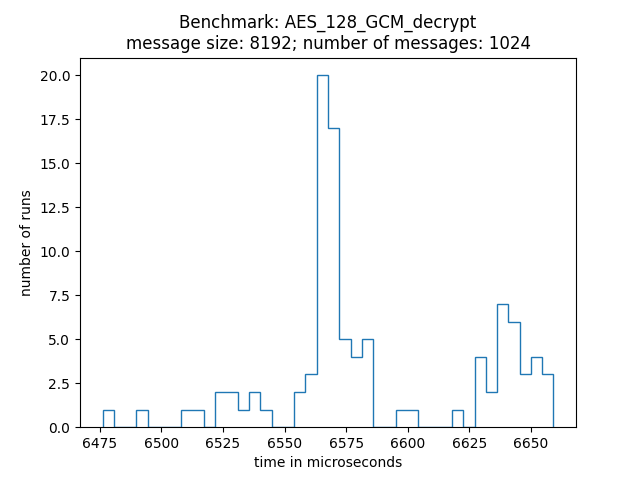 Benchmark: AES_128_GCM_decrypt
message size: 8192; number of messages: 1024
20.0
17.5
15.0
12.5
10.0
7.5
5.0
2.5
0.0
number of runs
6475 6500 6525 6550 6575 6600 6625 6650
time in microseconds